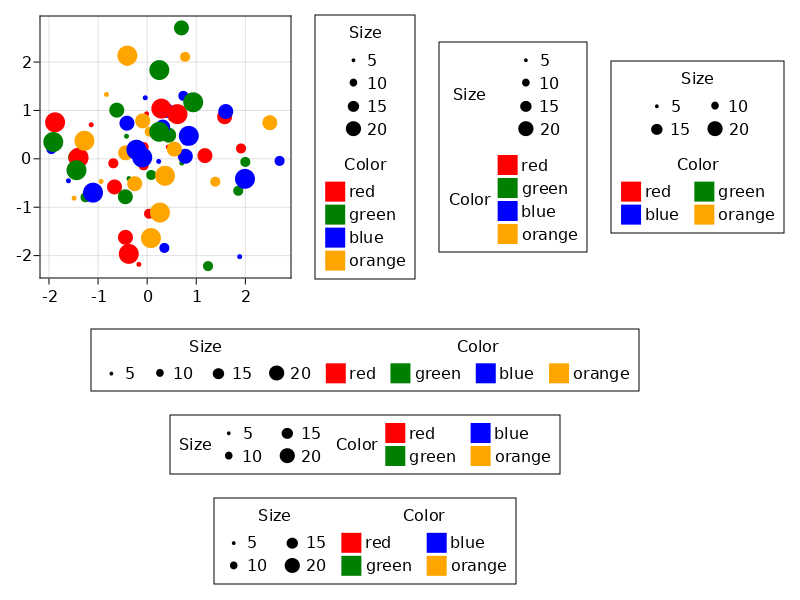 2
1
0
-1
-2
-2 -1 0 1 2
Size
5
10
15
20
Color
red
green
blue
orange
Size
5
10
15
20
Color
red
green
blue
orange
Size
5 10
15 20
Color
red green
blue orange
Size Color
5 10 15 20 red green blue orange
Size 5 15 Color red blue
10 20 green orange
Size Color
5 15 red blue
10 20 green orange